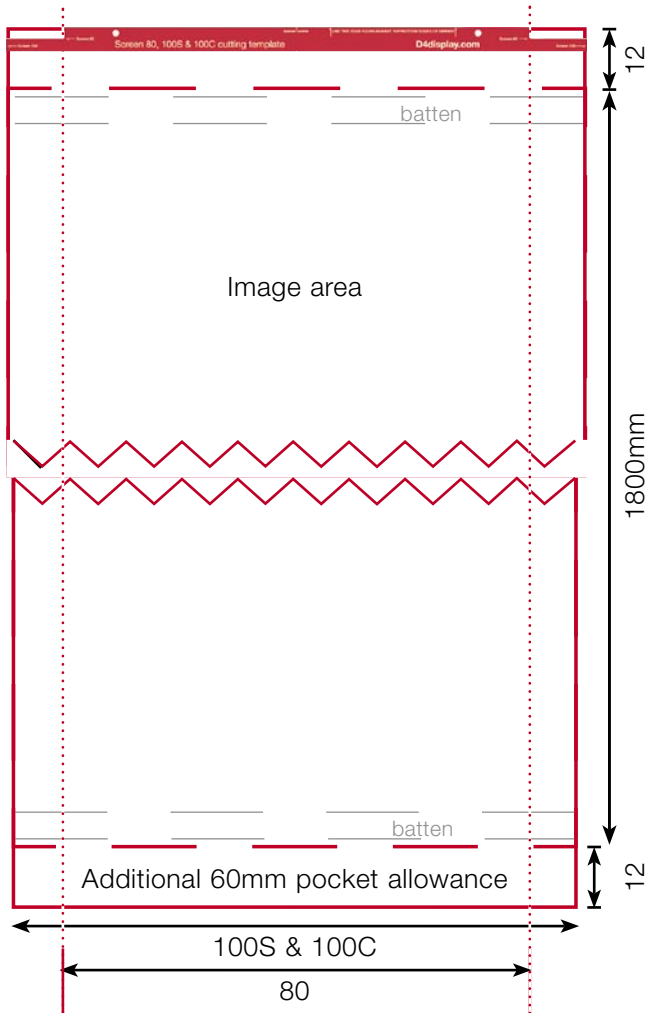 Screen 80, 100S & 100C cutting template
D4display.com
12
batten
Image area
1800mm
batten
Additional 60mm pocket allowance
12
100S & 100C
80